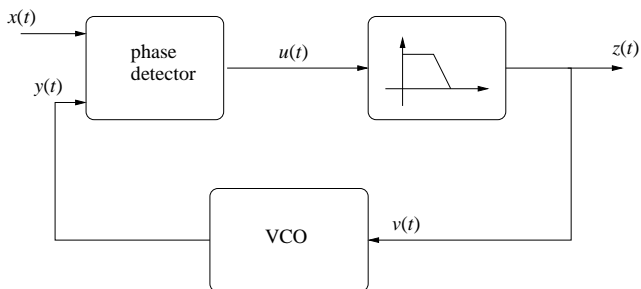 x(t)
y(t)
phase
detector
u(t)
z(t)
VCO
v(t)